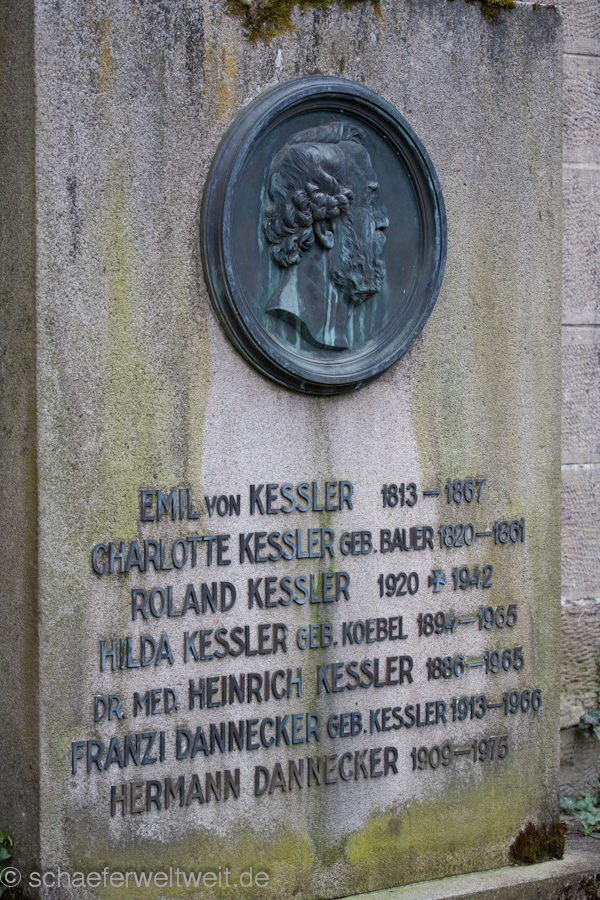 EMIL VON KESSLER 1813 – 1867
CHARLOTTE KESSLER GEB. BAUER 1820 – 1861
ROLAND KESSLER 1920 ✠ 1942
HILDA KESSLER GEB. KOEBEL 1894 – 1965
DR. MED. HEINRICH KESSLER 1886 – 1965
FRANZI DANNECKER GEB. KESSLER 1913 – 1966
HERMANN DANNECKER 1909 – 1975
© schaeferweltweit.de